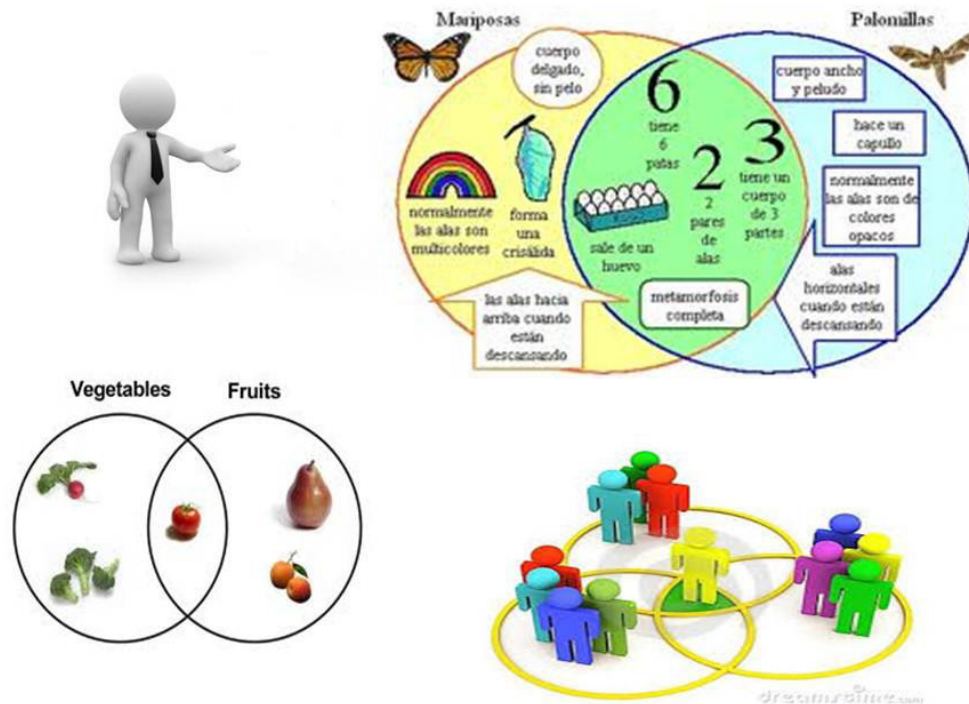 Mariposas
Palomillas
cuerpo
delgado,
sin pelo
6
tiene
6
patas
2
2
pares
de
alas
3
tiene un
cuerpo
de 3
partes
cuerpo ancho
y peludo
hace un
capullo
normalmente
las alas son
multicolores
forma
una
crisálida
sale de un
huevo
normalmente
las alas son de
colores
opacos
las alas hacia
arriba cuando
están
descansando
metamorfosis
completa
alas
horizontales
cuando están
descansando
Vegetables
Fruits
dreamstime.com